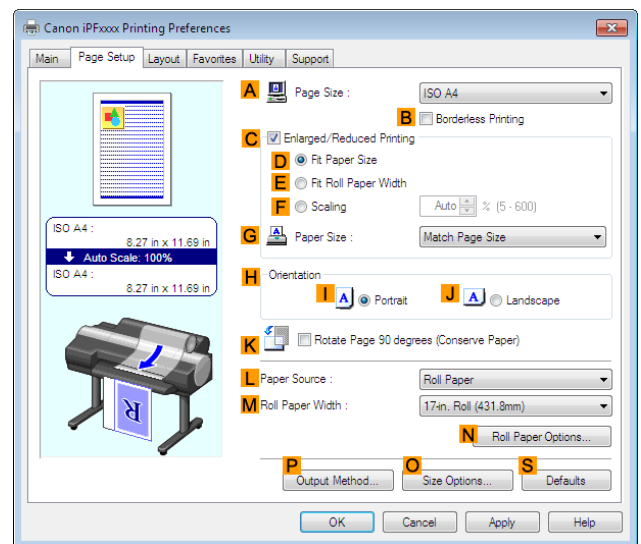 Canon iPFxxxx Printing Preferences
Main Page Setup Layout Favorites Utility Support
A Page Size : ISO A4
B Borderless Printing
C Enlarged/Reduced Printing
D Fit Paper Size
E Fit Roll Paper Width
F Scaling Auto % (5 - 600)
G Paper Size : Match Page Size
ISO A4 :
8.27 in x 11.69 in
Auto Scale: 100%
ISO A4 :
8.27 in x 11.69 in
H Orientation
I A Portrait J A Landscape
K Rotate Page 90 degrees (Conserve Paper)
L Paper Source : Roll Paper
M Roll Paper Width : 17-in. Roll (431.8mm)
N Roll Paper Options...
R
P Output Method... O Size Options... S Defaults
OK Cancel Apply Help